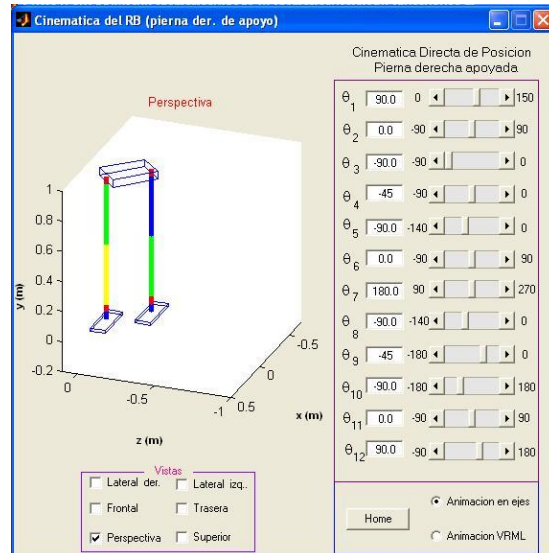 Cinematica del RB (pierna der. de apoyo)
Cinematica Directa de Posicion
Pierna derecha apoyada
Perspectiva
1
0.8
0.6
0.4
0.2
0
-0.2
y (m)
0
-0.5
-1
z (m)
0.5
0
-0.5
x (m)
θ1 90.0 0 150
θ2 0.0 -90 90
θ3 -90.0 -90 0
θ4 -45 -90 0
θ5 -90.0 -140 0
θ6 0.0 -90 90
θ7 180.0 90 270
θ8 -90.0 -140 0
θ9 -45 -180 0
θ10 -90.0 -180 180
θ11 0.0 -90 90
θ12 90.0 -90 180
Vistas
Lateral der. Lateral izq..
Frontal Trasera
Perspectiva Superior
Home
Animacion en ejes
Animacion VRML